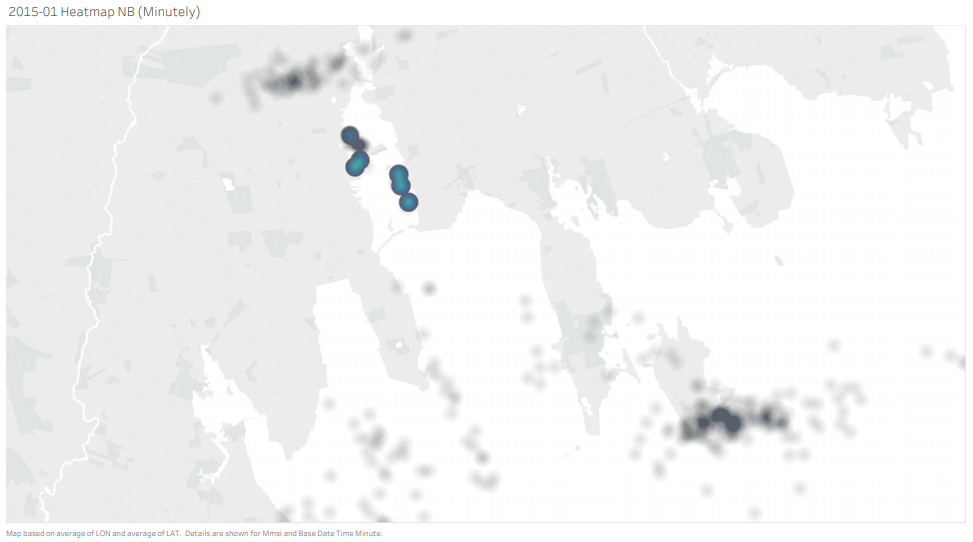 2015-01 Heatmap NB (Minutely)
Map based on average of LON and average of LAT. Details are shown for Mmsi and Base Date Time Minute.